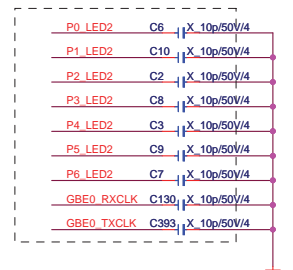 P0_LED2 C6 X_10p/50V/4
P1_LED2 C10 X_10p/50V/4
P2_LED2 C2 X_10p/50V/4
P3_LED2 C8 X_10p/50V/4
P4_LED2 C3 X_10p/50V/4
P5_LED2 C9 X_10p/50V/4
P6_LED2 C7 X_10p/50V/4
GBE0_RXCLK C130 X_10p/50V/4
GBE0_TXCLK C393 X_10p/50V/4